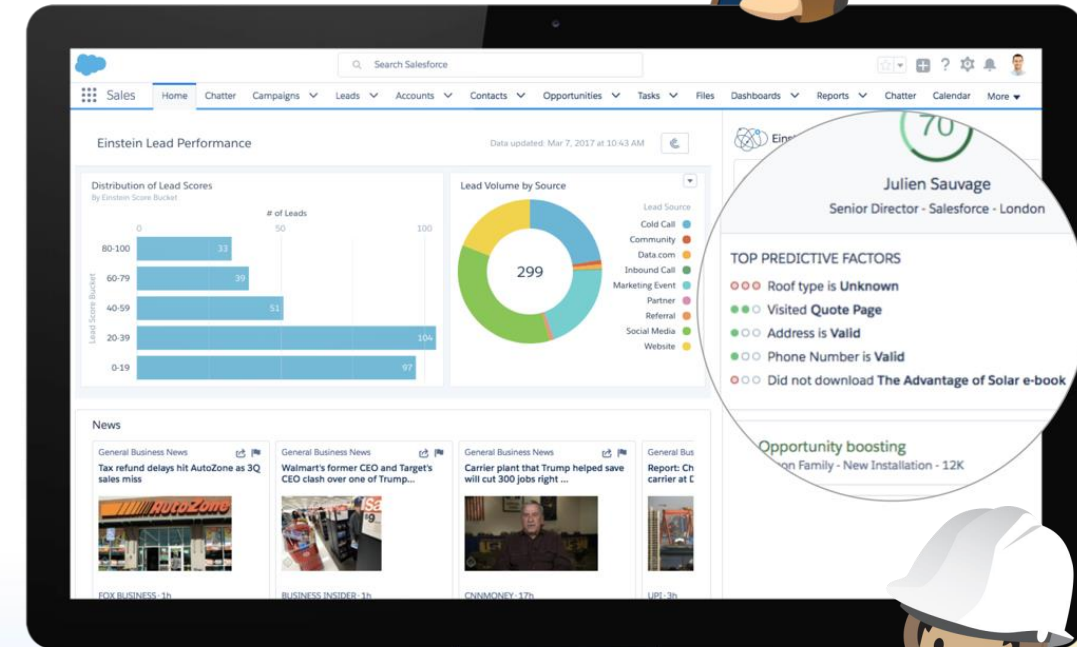 Search Salesforce
Sales Home Chatter Campaigns Leads Accounts Contacts Opportunities Tasks Files Dashboards Reports Chatter Calendar More
Einstein Lead Performance
Data updated: Mar 7, 2017 at 10:43 AM
Distribution of Lead Scores
By Einstein Score Bucket
# of Leads
0 50 100
Lead Score Bucket
80-100 33
60-79 39
40-59 51
20-39 104
0-19 97
Lead Volume by Source
299
Lead Source
Cold Call
Community
Data.com
Inbound Call
Marketing Event
Partner
Referral
Social Media
Website
70
Julien Sauvage
Senior Director - Salesforce - London
TOP PREDICTIVE FACTORS
Roof type is Unknown
Visited Quote Page
Address is Valid
Phone Number is Valid
Did not download The Advantage of Solar e-book
Opportunity boosting
Family - New Installation - 12K
News
General Business News
Tax refund delays hit AutoZone as 3Q
sales miss
AutoZone
FOX BUSINESS · 1h
General Business News
Walmart's former CEO and Target's
CEO clash over one of Trump...
$9
BUSINESS INSIDER · 1h
General Business News
Carrier plant that Trump helped save
will cut 300 jobs right ...
CNNMONEY · 17h
General Bus
Report: Ch
carrier at
UPI · 3h